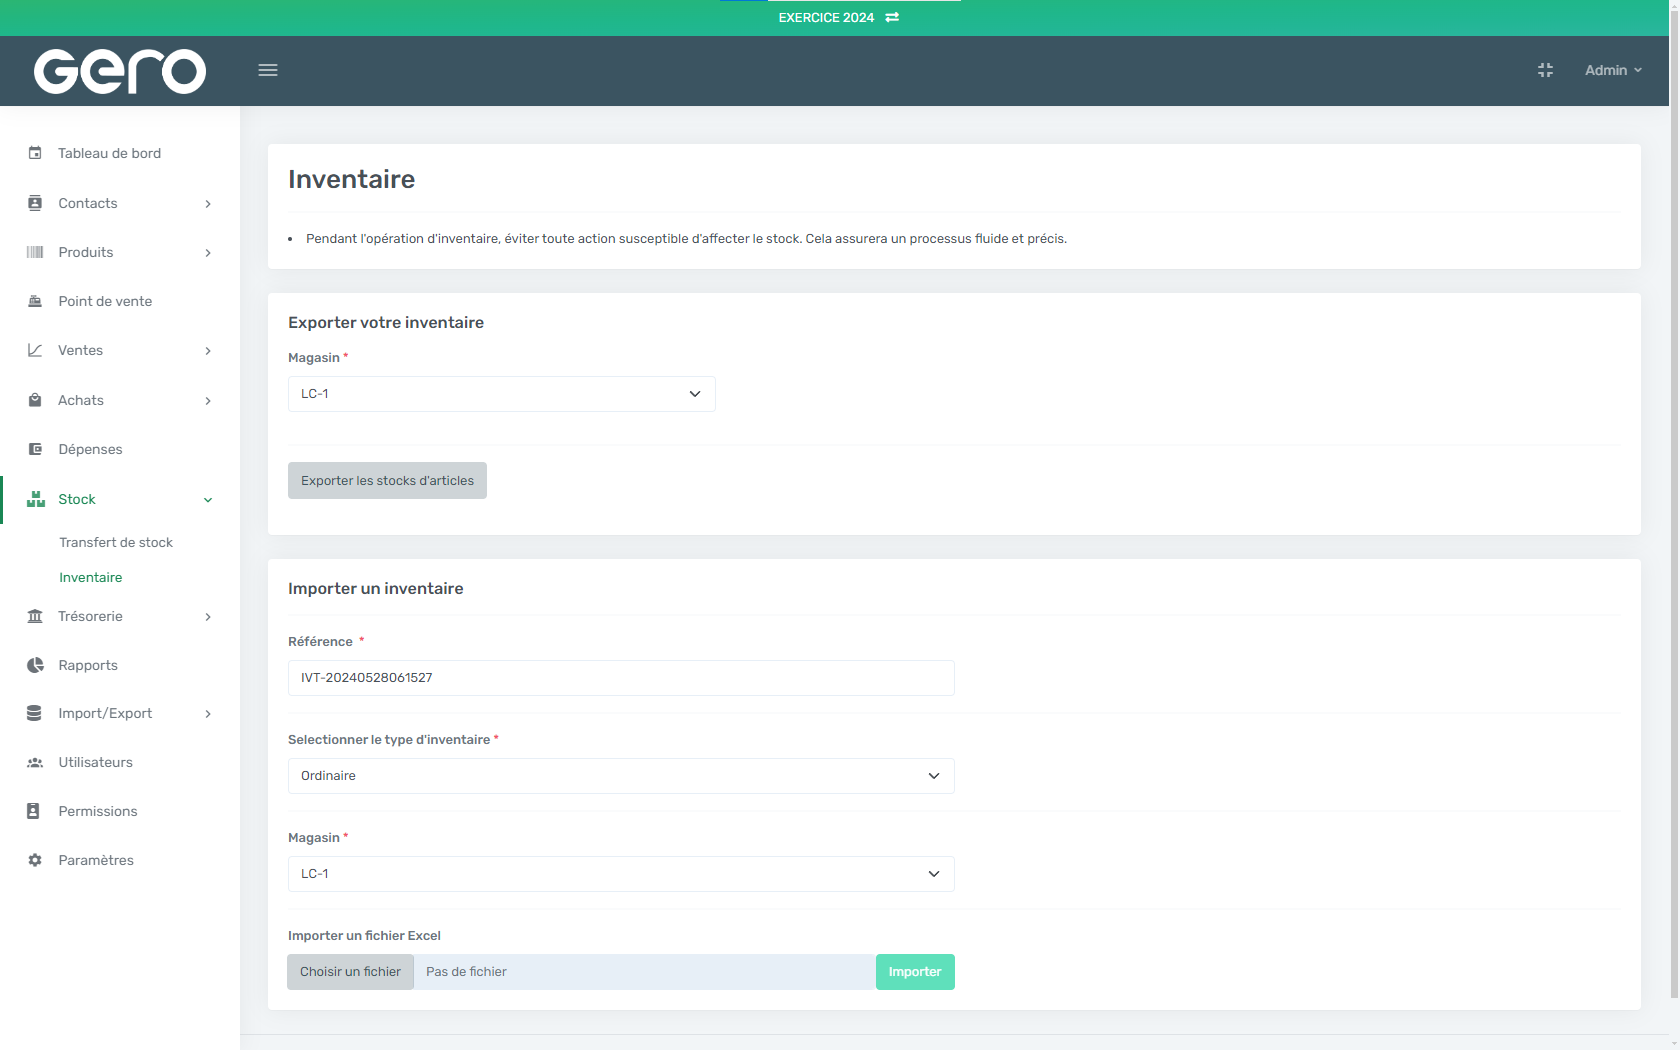 EXERCICE 2024
Gero
Admin
Tableau de bord
Contacts
Produits
Point de vente
Ventes
Achats
Dépenses
Stock
Transfert de stock
Inventaire
Trésorerie
Rapports
Import/Export
Utilisateurs
Permissions
Paramètres
Inventaire
• Pendant l'opération d'inventaire, éviter toute action susceptible d'affecter le stock. Cela assurera un processus fluide et précis.
Exporter votre inventaire
Magasin *
LC-1
Exporter les stocks d'articles
Importer un inventaire
Référence *
IVT-20240528061527
Selectionner le type d'inventaire *
Ordinaire
Magasin *
LC-1
Importer un fichier Excel
Choisir un fichier Pas de fichier Importer